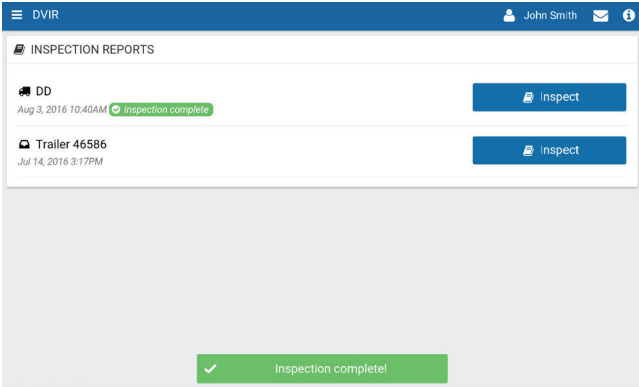 DVIR John Smith
INSPECTION REPORTS
DD
Aug 3, 2016 10:40AM Inspection complete
Inspect
Trailer 46586
Jul 14, 2016 3:17PM
Inspect
Inspection complete!